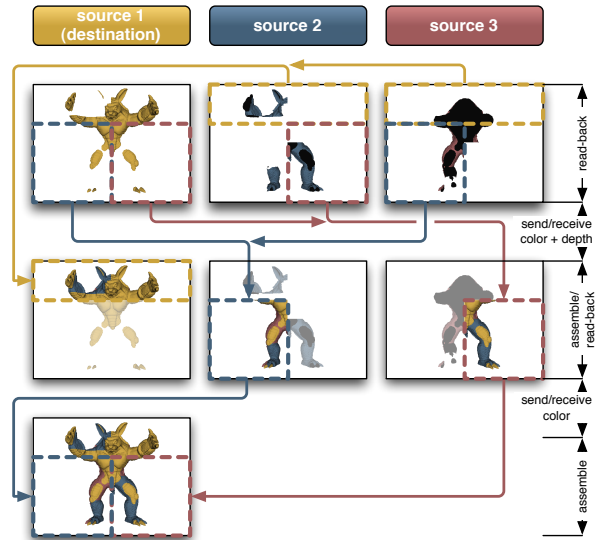 source 1
(destination)
source 2
source 3
read-back
send/receive
color + depth
assemble/
read-back
send/receive
color
assemble